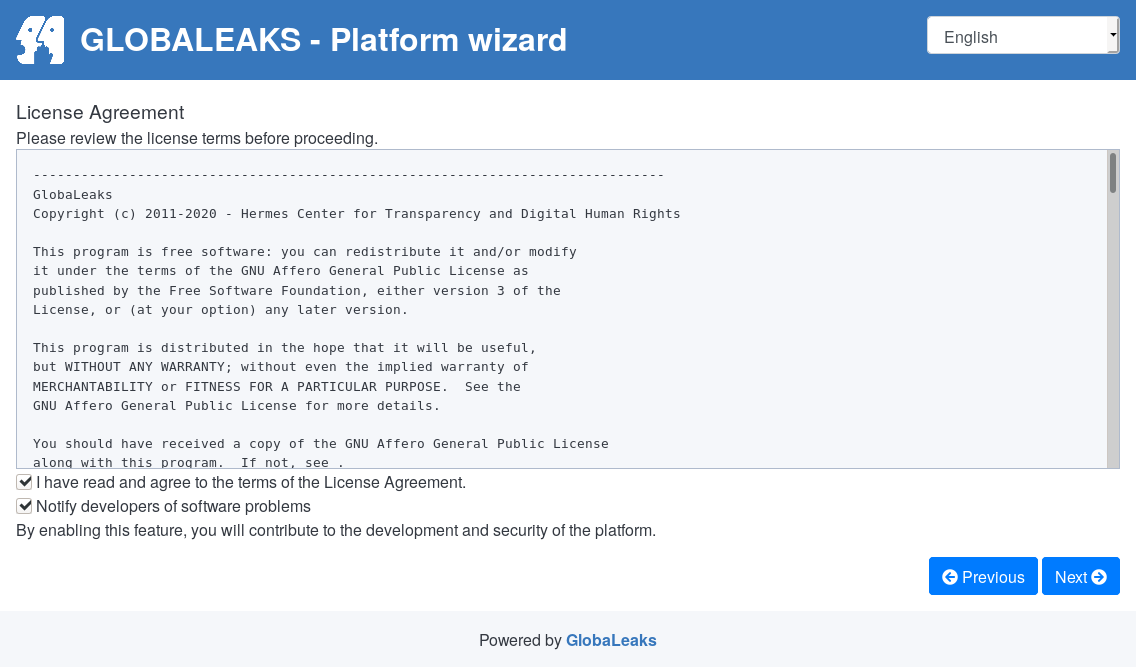 GLOBALEAKS - Platform wizard
English
License Agreement
Please review the license terms before proceeding.
-------------------------------------------------------------------------------
GlobaLeaks
Copyright (c) 2011-2020 - Hermes Center for Transparency and Digital Human Rights
This program is free software: you can redistribute it and/or modify
it under the terms of the GNU Affero General Public License as
published by the Free Software Foundation, either version 3 of the
License, or (at your option) any later version.
This program is distributed in the hope that it will be useful,
but WITHOUT ANY WARRANTY; without even the implied warranty of
MERCHANTABILITY or FITNESS FOR A PARTICULAR PURPOSE.  See the
GNU Affero General Public License for more details.
You should have received a copy of the GNU Affero General Public License
along with this program.  If not, see .
I have read and agree to the terms of the License Agreement.
Notify developers of software problems
By enabling this feature, you will contribute to the development and security of the platform.
Previous
Next
Powered by GlobaLeaks